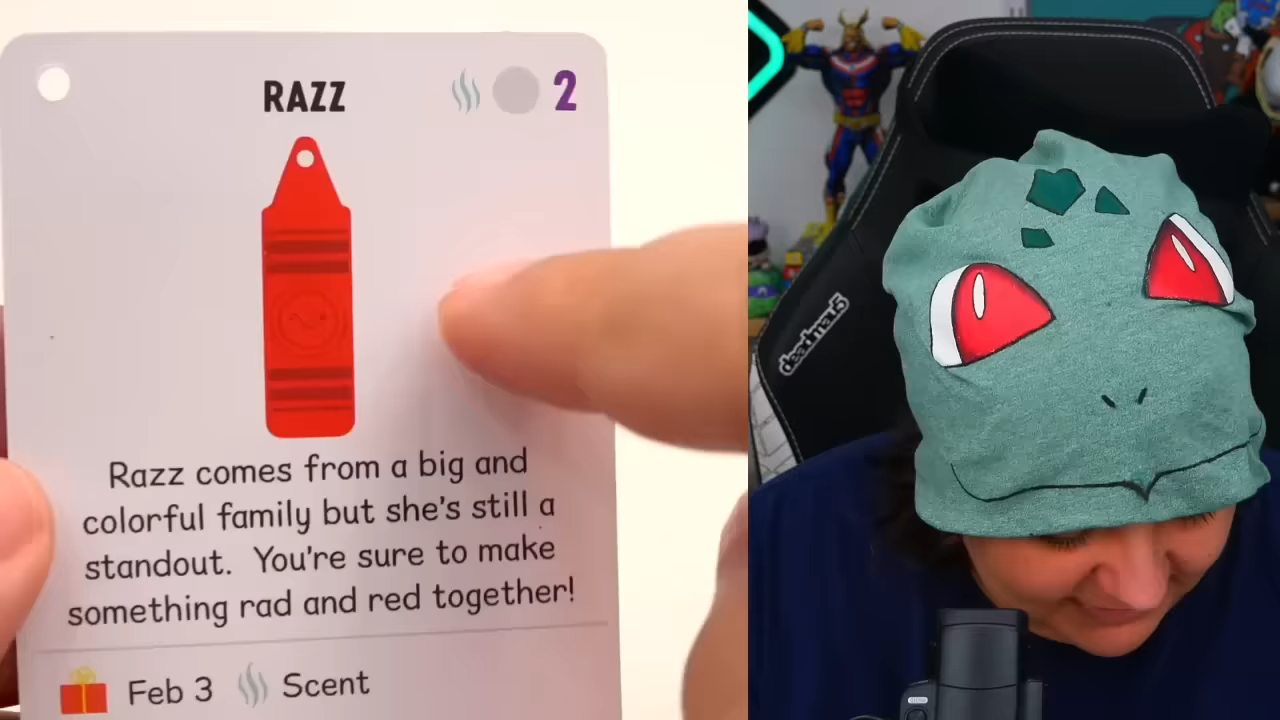 RAZZ
2
Razz comes from a big and
colorful family but she's still a
standout. You're sure to make
something rad and red together!
Feb 3 Scent
deadmau5